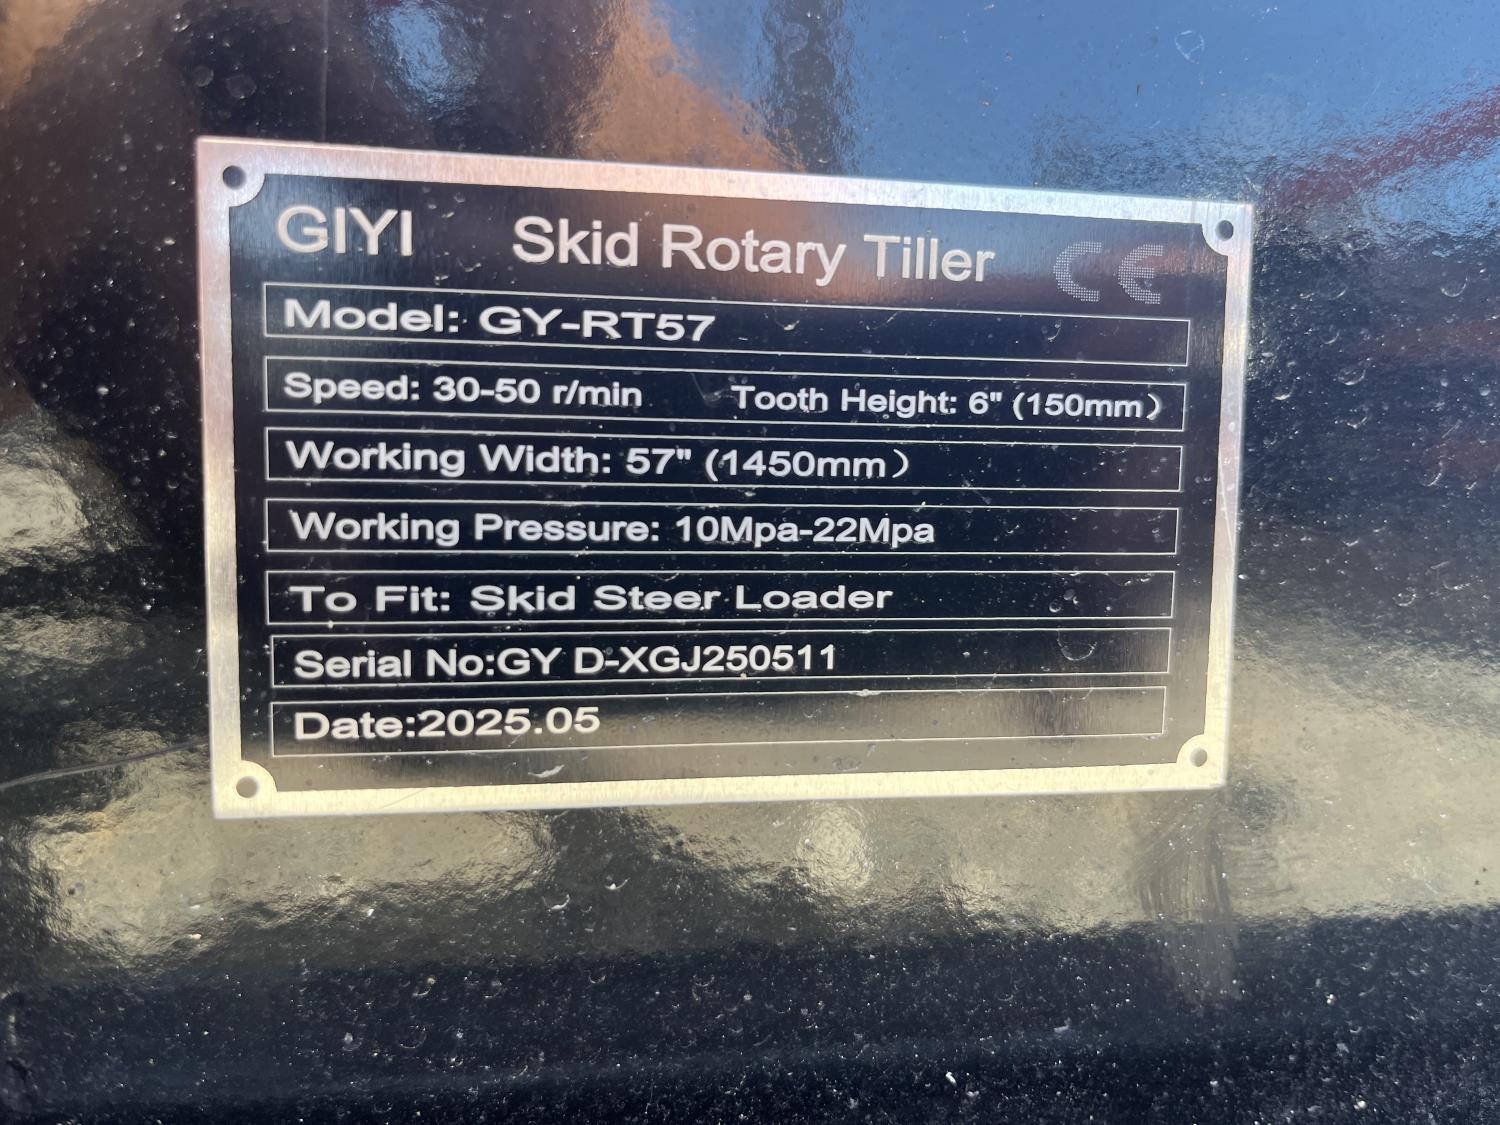 GIYI Skid Rotary Tiller CE
Model: GY-RT57
Speed: 30-50 r/min Tooth Height: 6" (150mm）
Working Width: 57" (1450mm）
Working Pressure: 10Mpa-22Mpa
To Fit: Skid Steer Loader
Serial No:GY D-XGJ250511
Date:2025.05